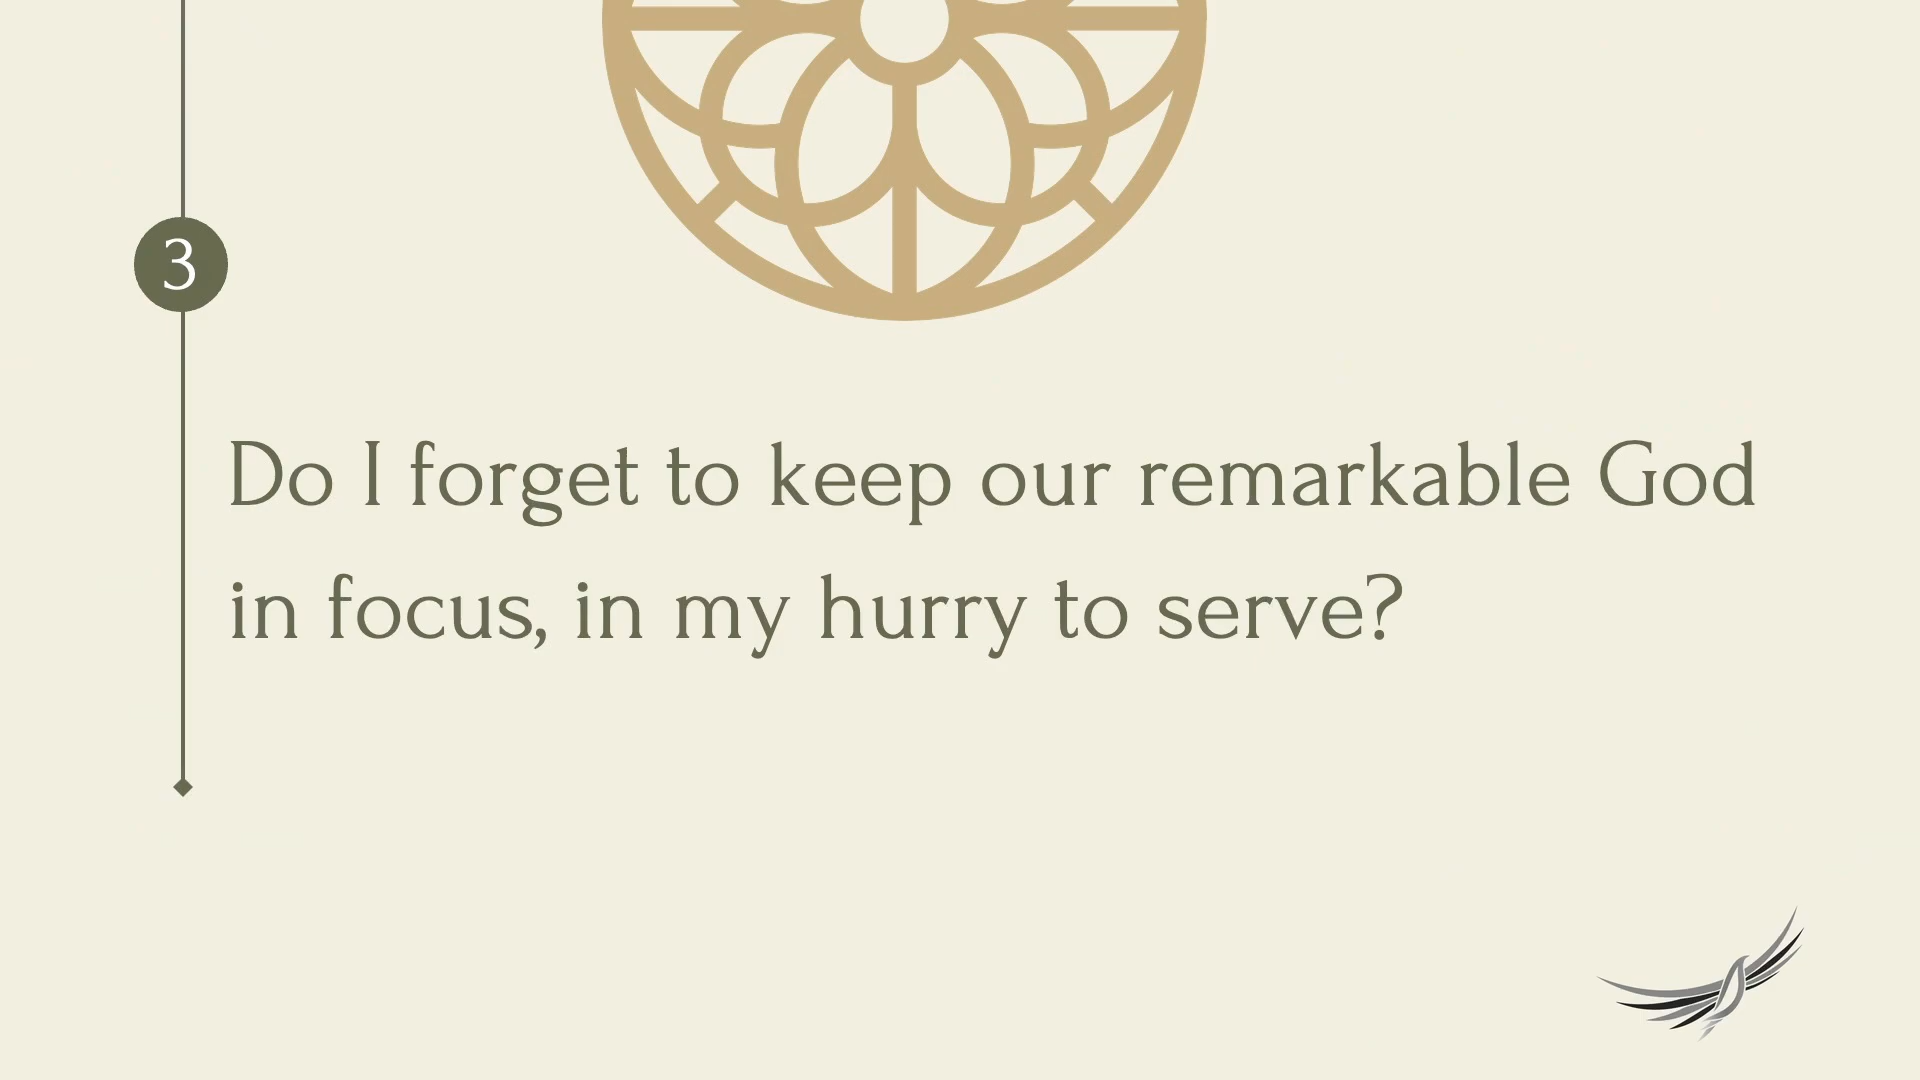 3
Do I forget to keep our remarkable God
in focus, in my hurry to serve?